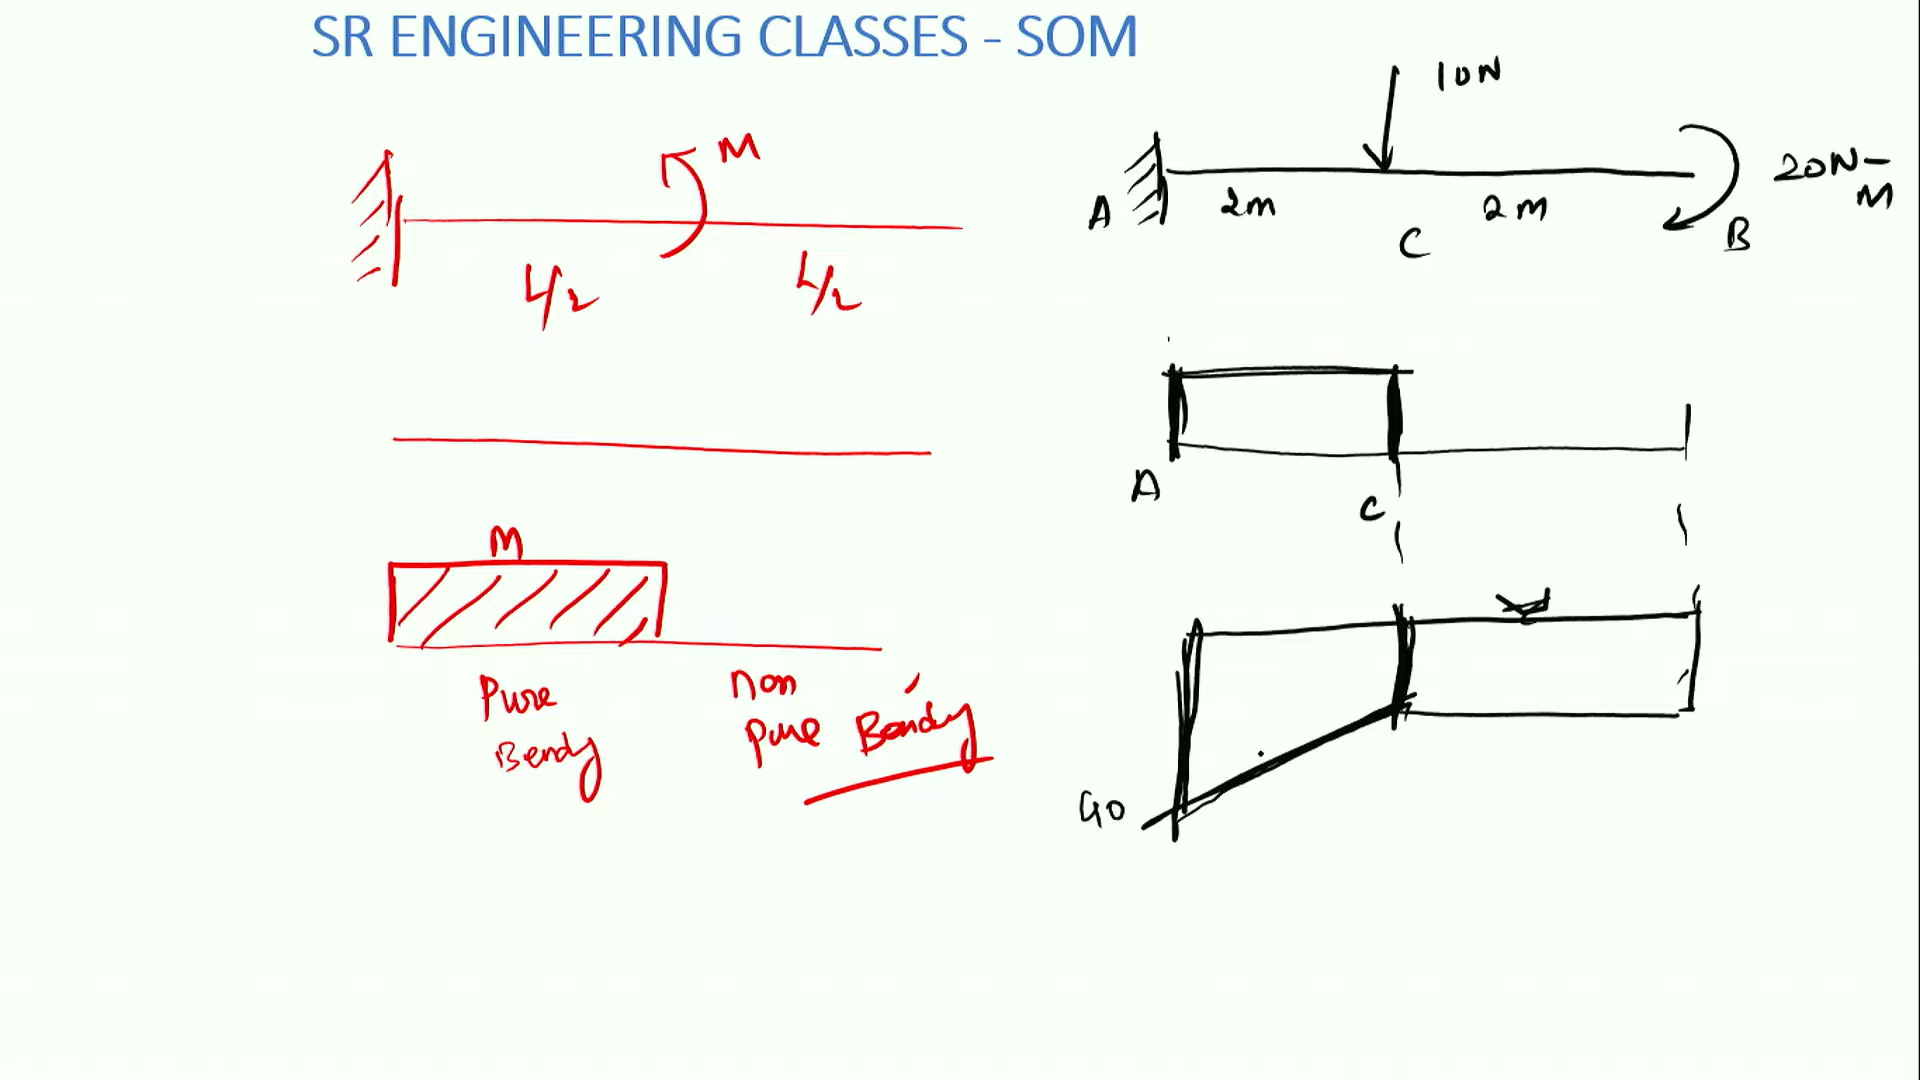 SR ENGINEERING CLASSES - SOM
M
L/2 L/2
M
Pure
Bendy
non
pure Bendy
10N
20N-
M
A 2m 2m
C B
A
C
40